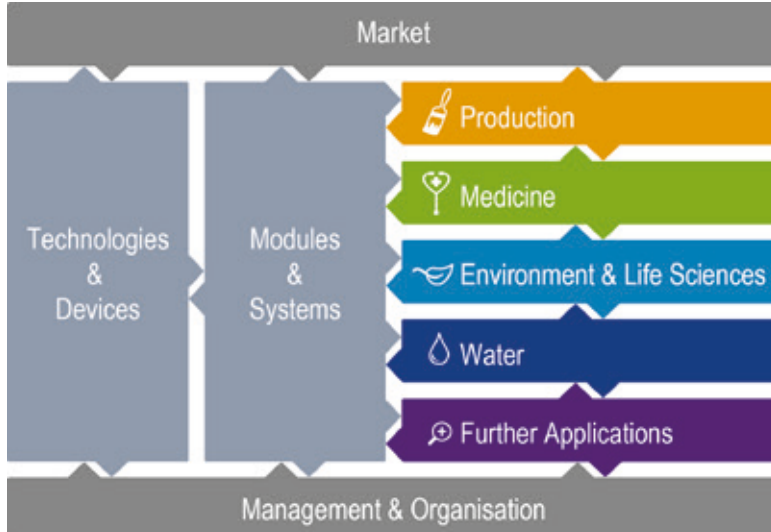 Market
Technologies
&
Devices
Modules
&
Systems
Production
Medicine
Environment & Life Sciences
Water
Further Applications
Management & Organisation